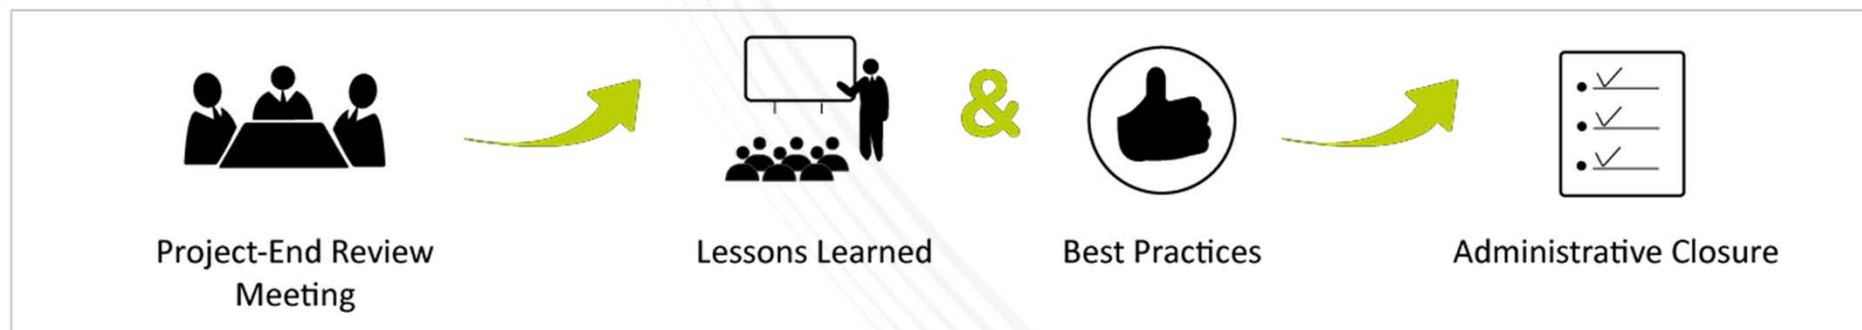 &
Project-End Review
Meeting
Lessons Learned
Best Practices
Administrative Closure